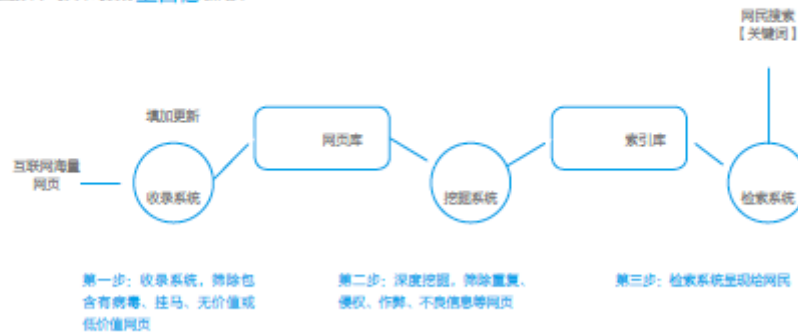 网民搜索
【关键词】
填加更新
网页库
索引库
互联网海量
网页
收录系统
挖掘系统
检索系统
第一步：收录系统，筛除包
含有病毒、挂马、无价值或
低价值网页
第二步：深度挖掘，筛除重复、
侵权、作弊、不良信息等网页
第三步：检索系统呈现给网民